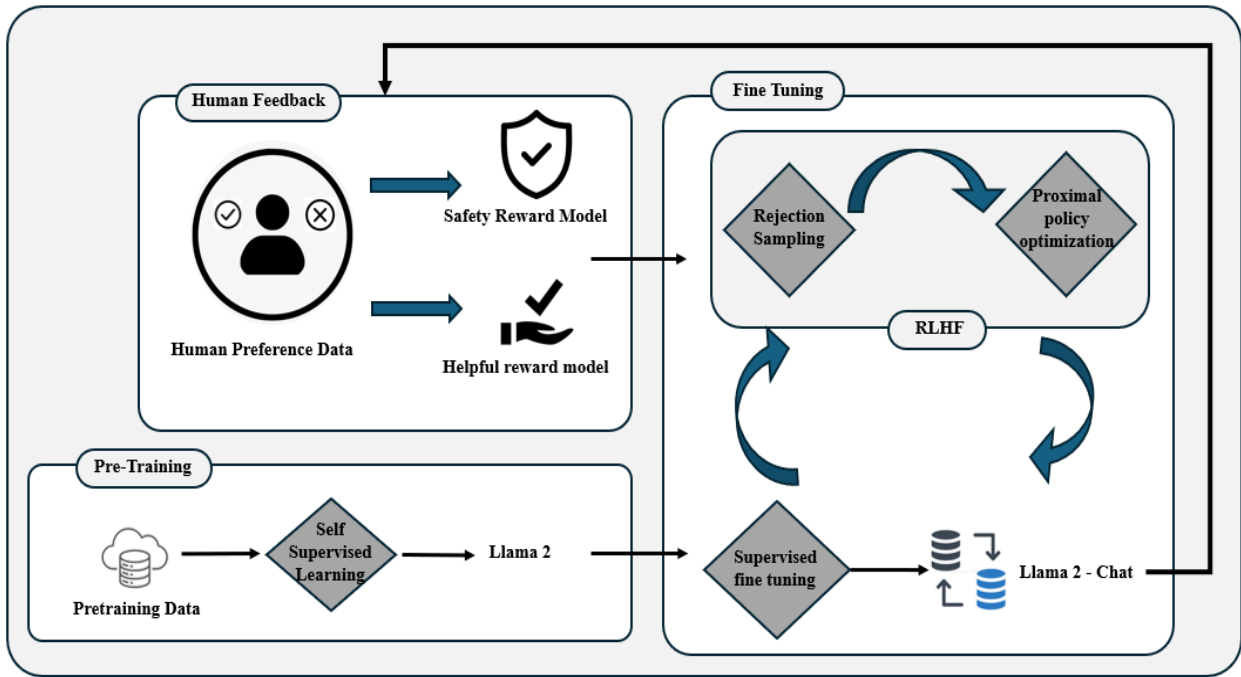 Human Feedback
Safety Reward Model
Human Preference Data
Helpful reward model
Fine Tuning
Rejection
Sampling
Proximal
policy
optimization
RLHF
Pre-Training
Pretraining Data
Self
Supervised
Learning
Llama 2
Supervised
fine tuning
Llama 2 - Chat